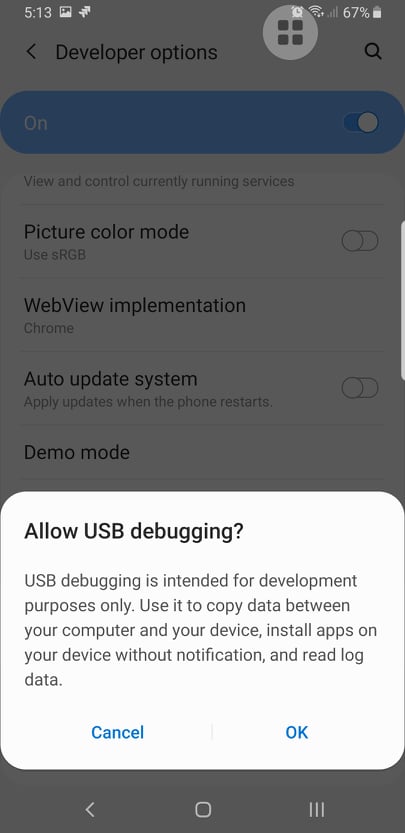 5:13
67%
Developer options
On
View and control currently running services
Picture color mode
Use sRGB
WebView implementation
Chrome
Auto update system
Apply updates when the phone restarts.
Demo mode
Allow USB debugging?
USB debugging is intended for development
purposes only. Use it to copy data between
your computer and your device, install apps on
your device without notification, and read log
data.
Cancel
OK